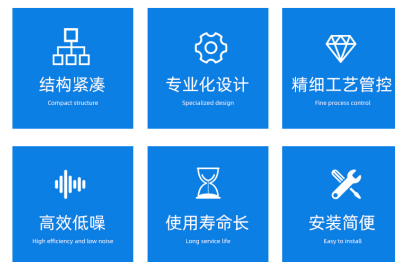 结构紧凑
Compact structure
专业化设计
Specialized design
精细工艺管控
Fine process control
高效低噪
High efficiency and low noise
使用寿命长
Long service life
安装简便
Easy to install